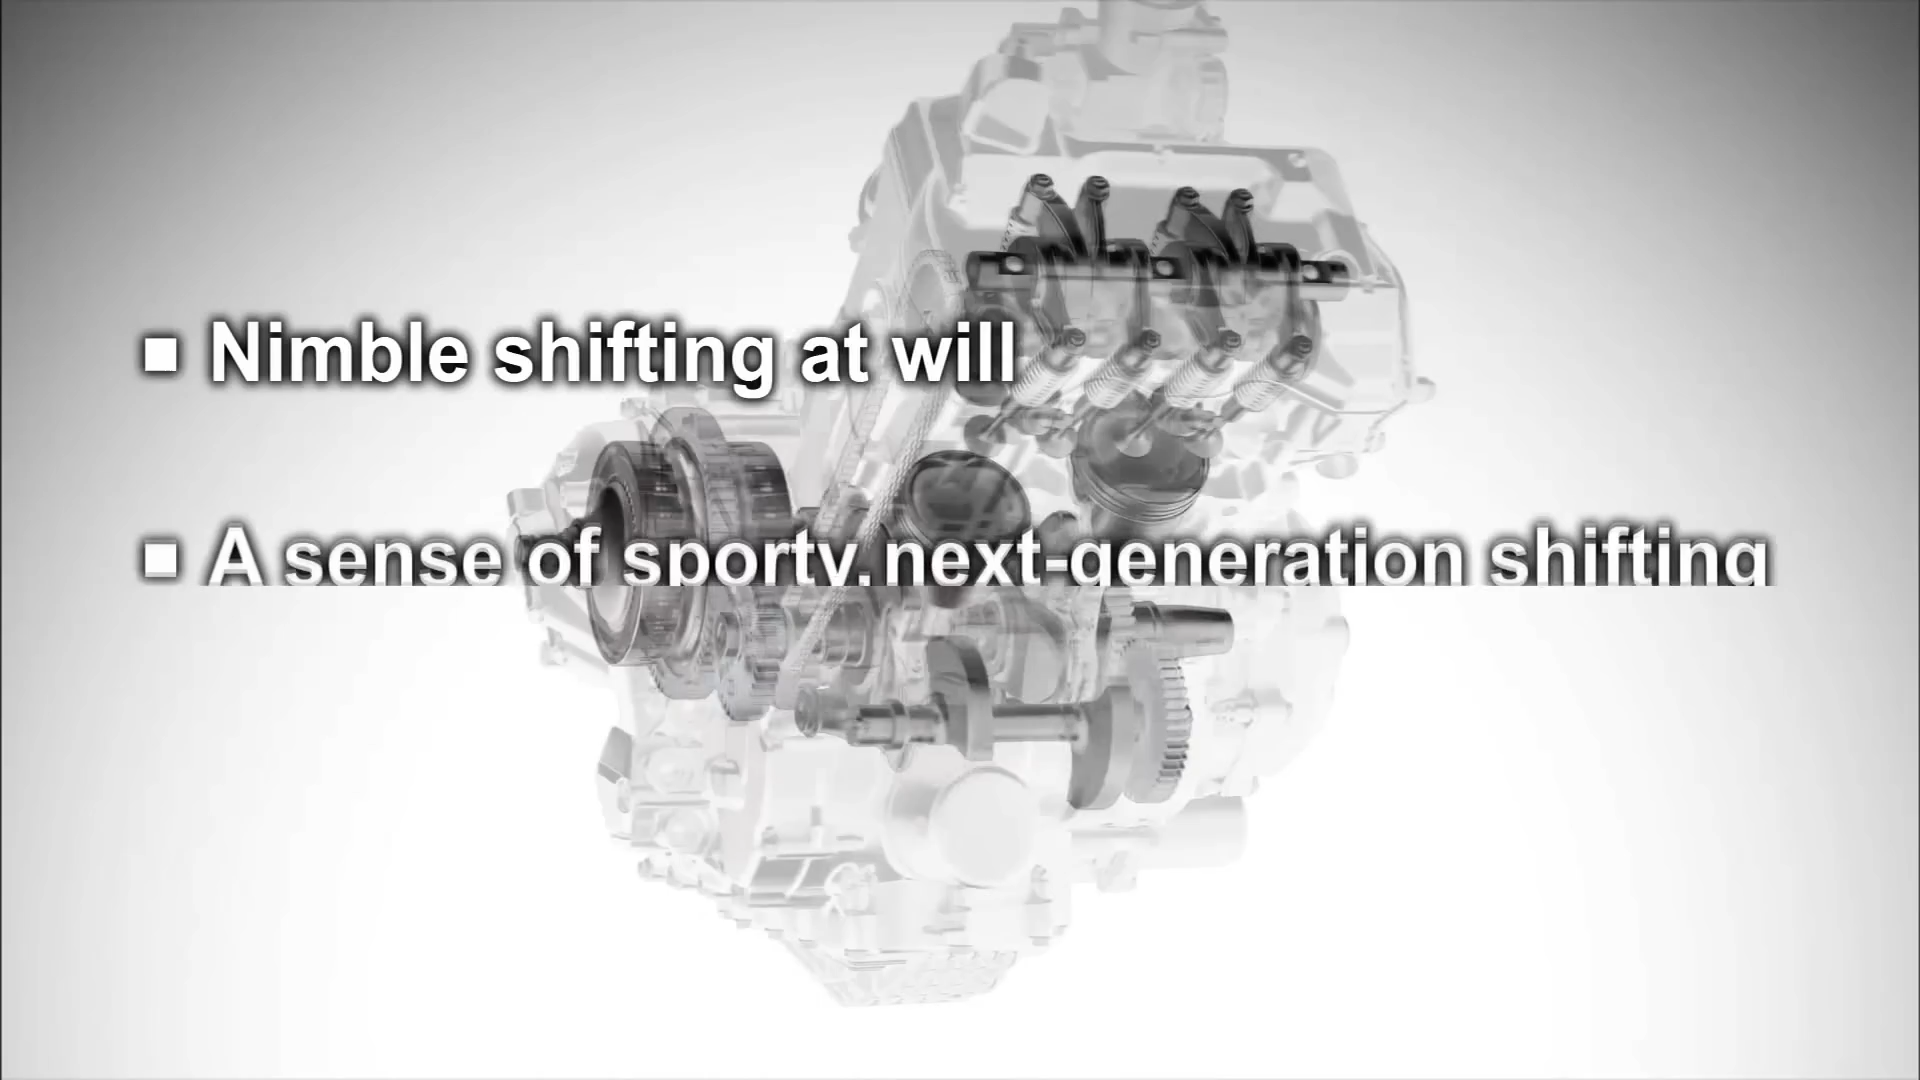 ▪ Nimble shifting at will
▪ A sense of sporty,next-generation shifting